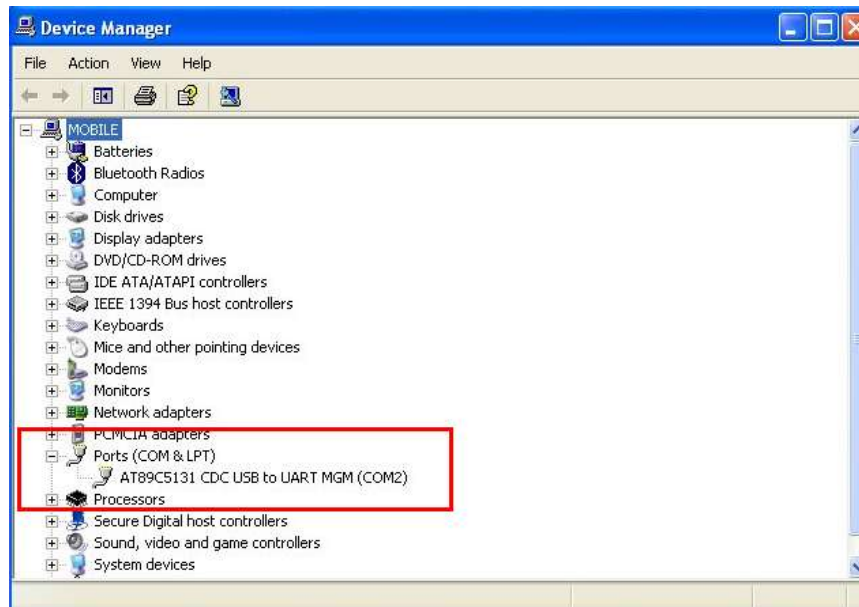 Device Manager
File Action View Help
MOBILE
Batteries
Bluetooth Radios
Computer
Disk drives
Display adapters
DVD/CD-ROM drives
IDE ATA/ATAPI controllers
IEEE 1394 Bus host controllers
Keyboards
Mice and other pointing devices
Modems
Monitors
Network adapters
PCMCIA adapters
Ports (COM & LPT)
AT89C5131 CDC USB to UART MGM (COM2)
Processors
Secure Digital host controllers
Sound, video and game controllers
System devices